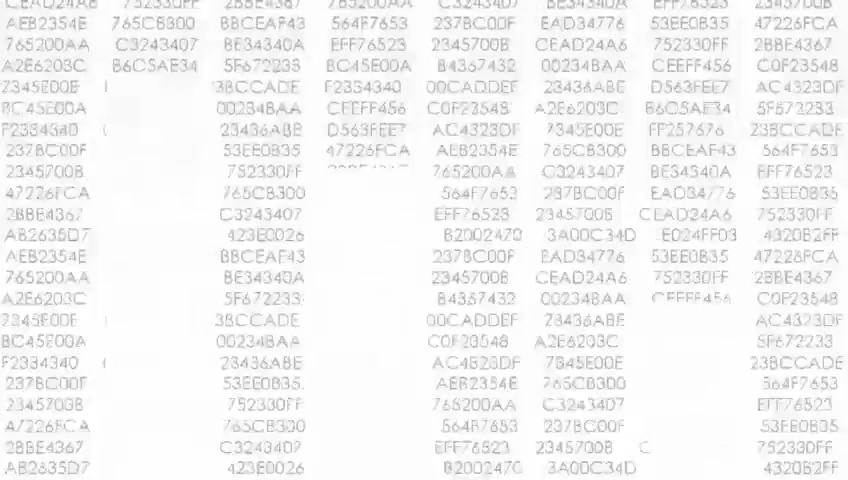 AEB2354E 765CB300 BBCEAF43 564F7653 237BC00F EAD34776 53EE0B35 47226FCA
765200AA C3243407 BE34340A EFF76523 2345700B CEAD24A6 752330FF 2BBE4367
A2E6203C B6C5AE34 5F672233 BC45E00A B4357432 00234BAA CEEFF456 C0F23548
2345E00E 3BCCADE F2334340 00CADDEF 23436ABE D563FEE7 AC4323DF
BC45E00A 00234BAA CEEFF456 C0F23548 A2E6203C B6C5AE34 5F672233
F2334340 23436ABE D563FEE7 AC4323DF 2345E00E FF257676 23BCCADE
237BC00F 53EE0B35 47226FCA AEB2354E 765CB300 BBCEAF43 564F7653
2345700B 752330FF 765200AA C3243407 BE34340A EFF76523
47226FCA 765CB300 564F7653 237BC00F EAD34776 53EE0B35
2BBE4367 C3243407 EFF76523 2345700B CEAD24A6 752330FF
AB2635D7 423E0026 B2002470 3A00C34D E024FF03 4320B2FF
AEB2354E BBCEAF43 237BC00F EAD34776 53EE0B35 47226FCA
765200AA BE34340A 2345700B CEAD24A6 752330FF 2BBE4367
A2E6203C 5F672233 B4357432 00234BAA CEEFF456 C0F23548
2345E00E 3BCCADE 00CADDEF 23436ABE AC4323DF
BC45E00A 00234BAA C0F23548 A2E6203C 5F672233
F2334340 23436ABE AC4323DF 2345E00E 23BCCADE
237BC00F 53EE0B35 AEB2354E 765CB300 564F7653
2345700B 752330FF 765200AA C3243407 EFF76523
47226FCA 765CB300 564F7653 237BC00F 53EE0B35
2BBE4367 C3243407 EFF76523 2345700B 752330FF
AB2635D7 423E0026 B2002470 3A00C34D 4320B2FF